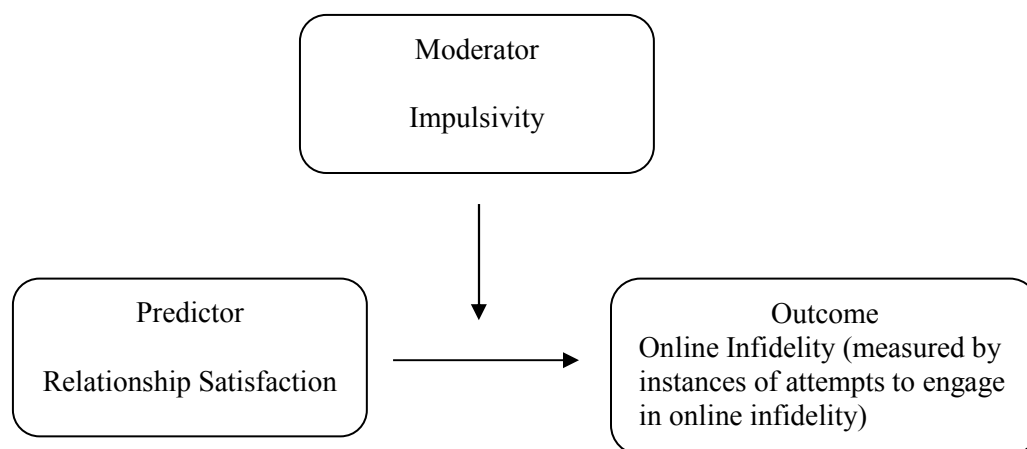 Moderator
Impulsivity
Predictor
Relationship Satisfaction
Outcome
Online Infidelity (measured by
instances of attempts to engage
in online infidelity)